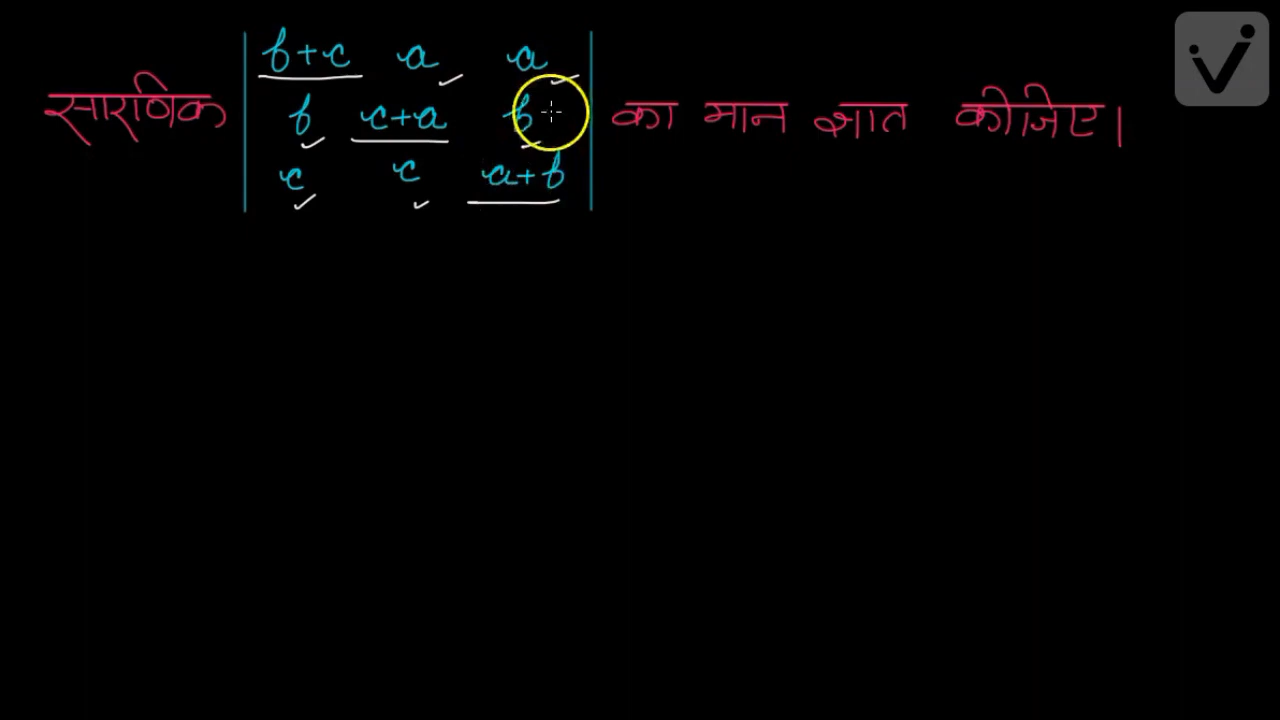 सारणिक | b+c a a | का मान ज्ञात कीजिए।
| b c+a b |
| c c a+b |